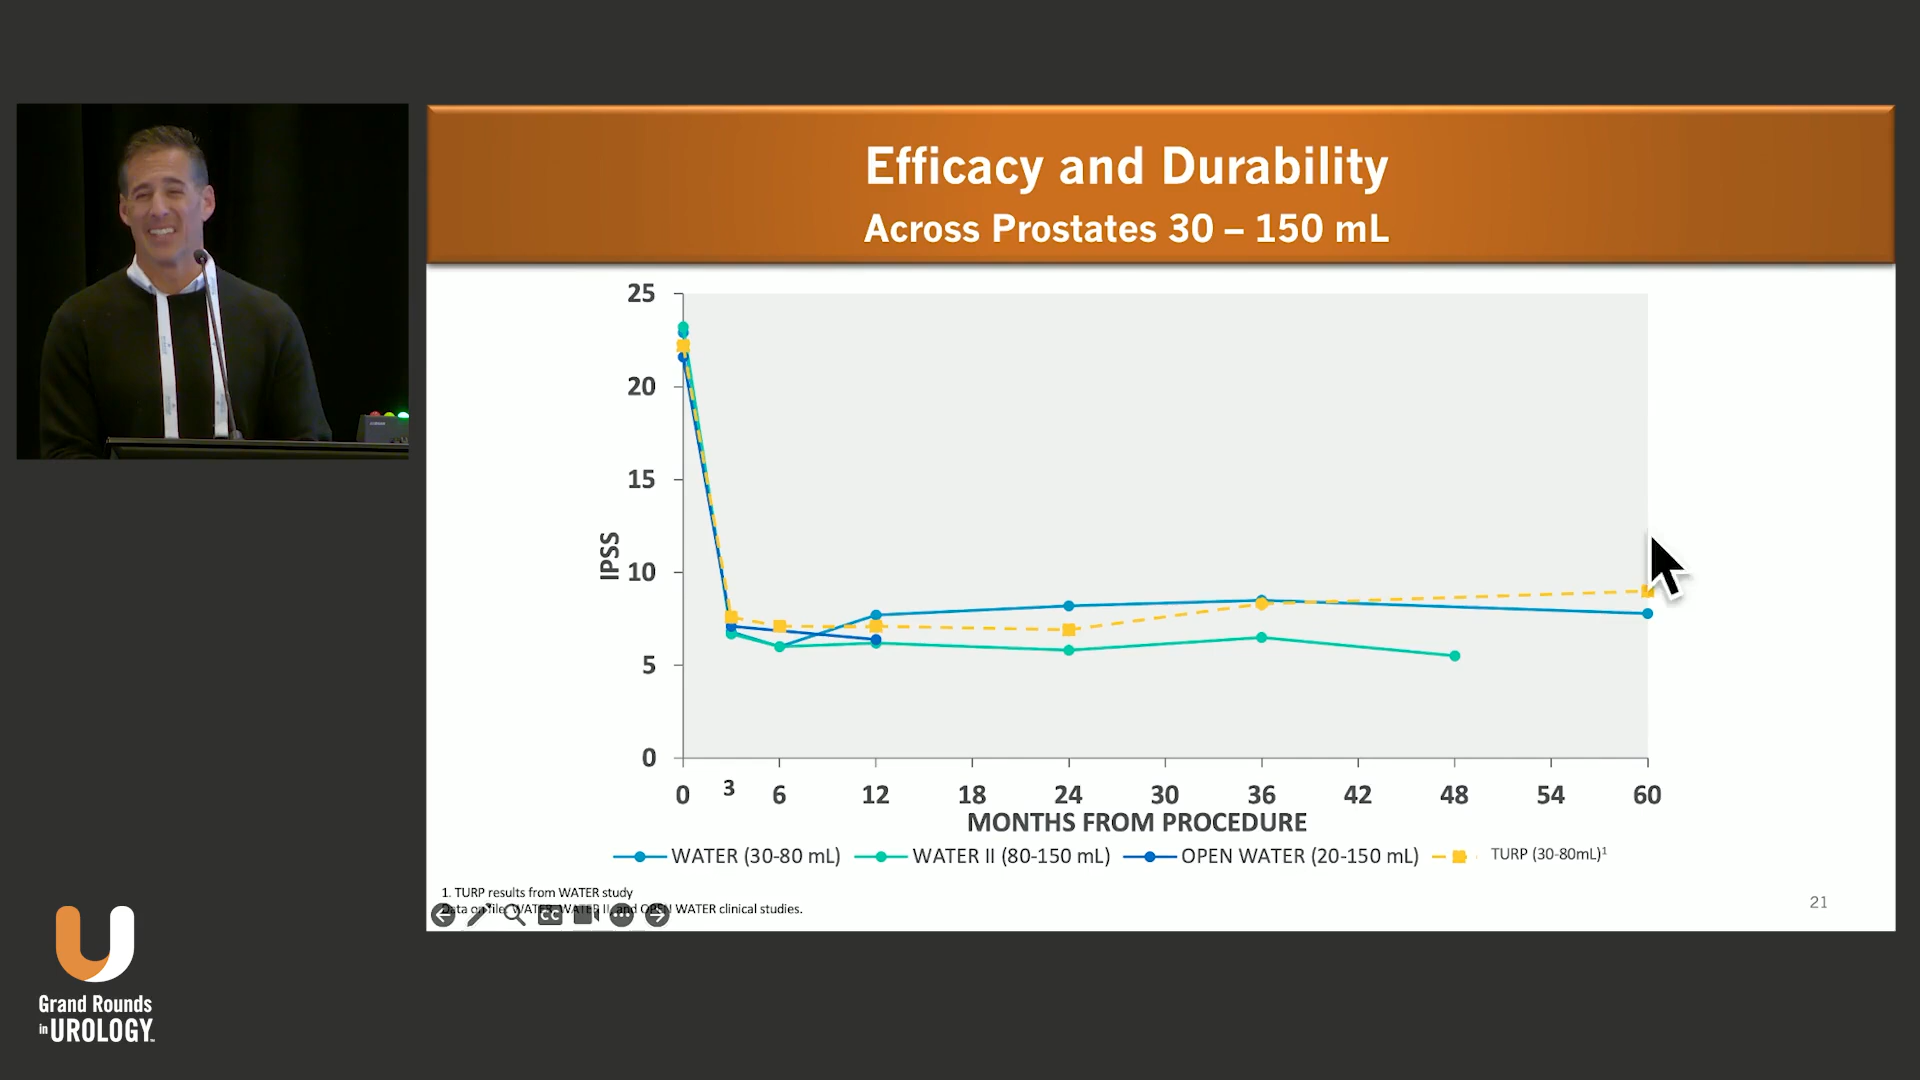 Efficacy and Durability
Across Prostates 30 – 150 mL
25
20
15
10
5
0
IPSS
0 3 6 12 18 24 30 36 42 48 54 60
MONTHS FROM PROCEDURE
WATER (30-80 mL) WATER II (80-150 mL) OPEN WATER (20-150 mL) TURP (30-80mL)1
1. TURP results from WATER study
Data on file. WATER, WATER II, and OPEN WATER clinical studies.
CC
21
Grand Rounds
in UROLOGY™